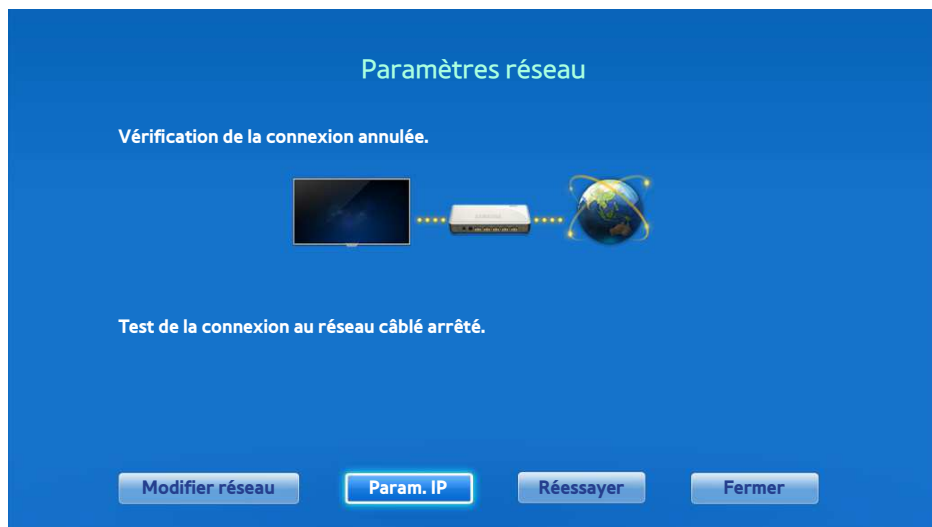 Paramètres réseau
Vérification de la connexion annulée.
Test de la connexion au réseau câblé arrêté.
Modifier réseau
Param. IP
Réessayer
Fermer